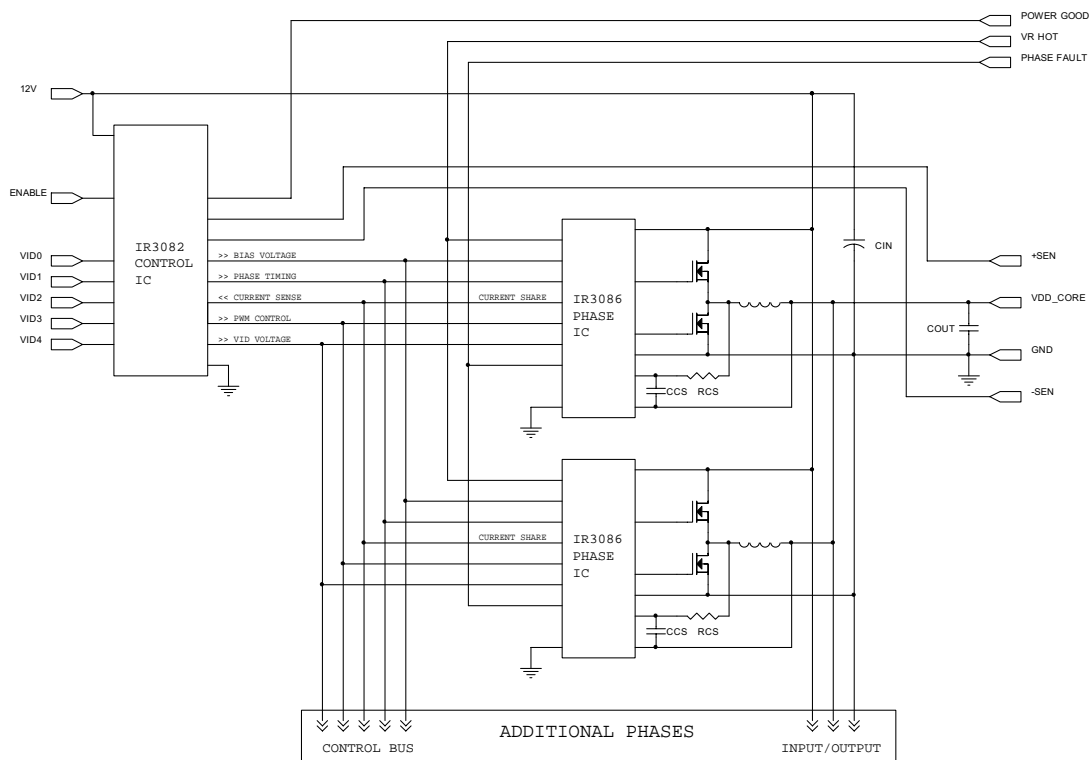 POWER GOOD
VR HOT
PHASE FAULT
12V
ENABLE
IR3082
CONTROL
IC
VID0
VID1
VID2
VID3
VID4
>> BIAS VOLTAGE
>> PHASE TIMING
<< CURRENT SENSE
>> PWM CONTROL
>> VID VOLTAGE
CURRENT SHARE
IR3086
PHASE
IC
CCS
RCS
CIN
COUT
+SEN
VDD_CORE
GND
-SEN
CURRENT SHARE
IR3086
PHASE
IC
CCS
RCS
ADDITIONAL PHASES
CONTROL BUS
INPUT/OUTPUT